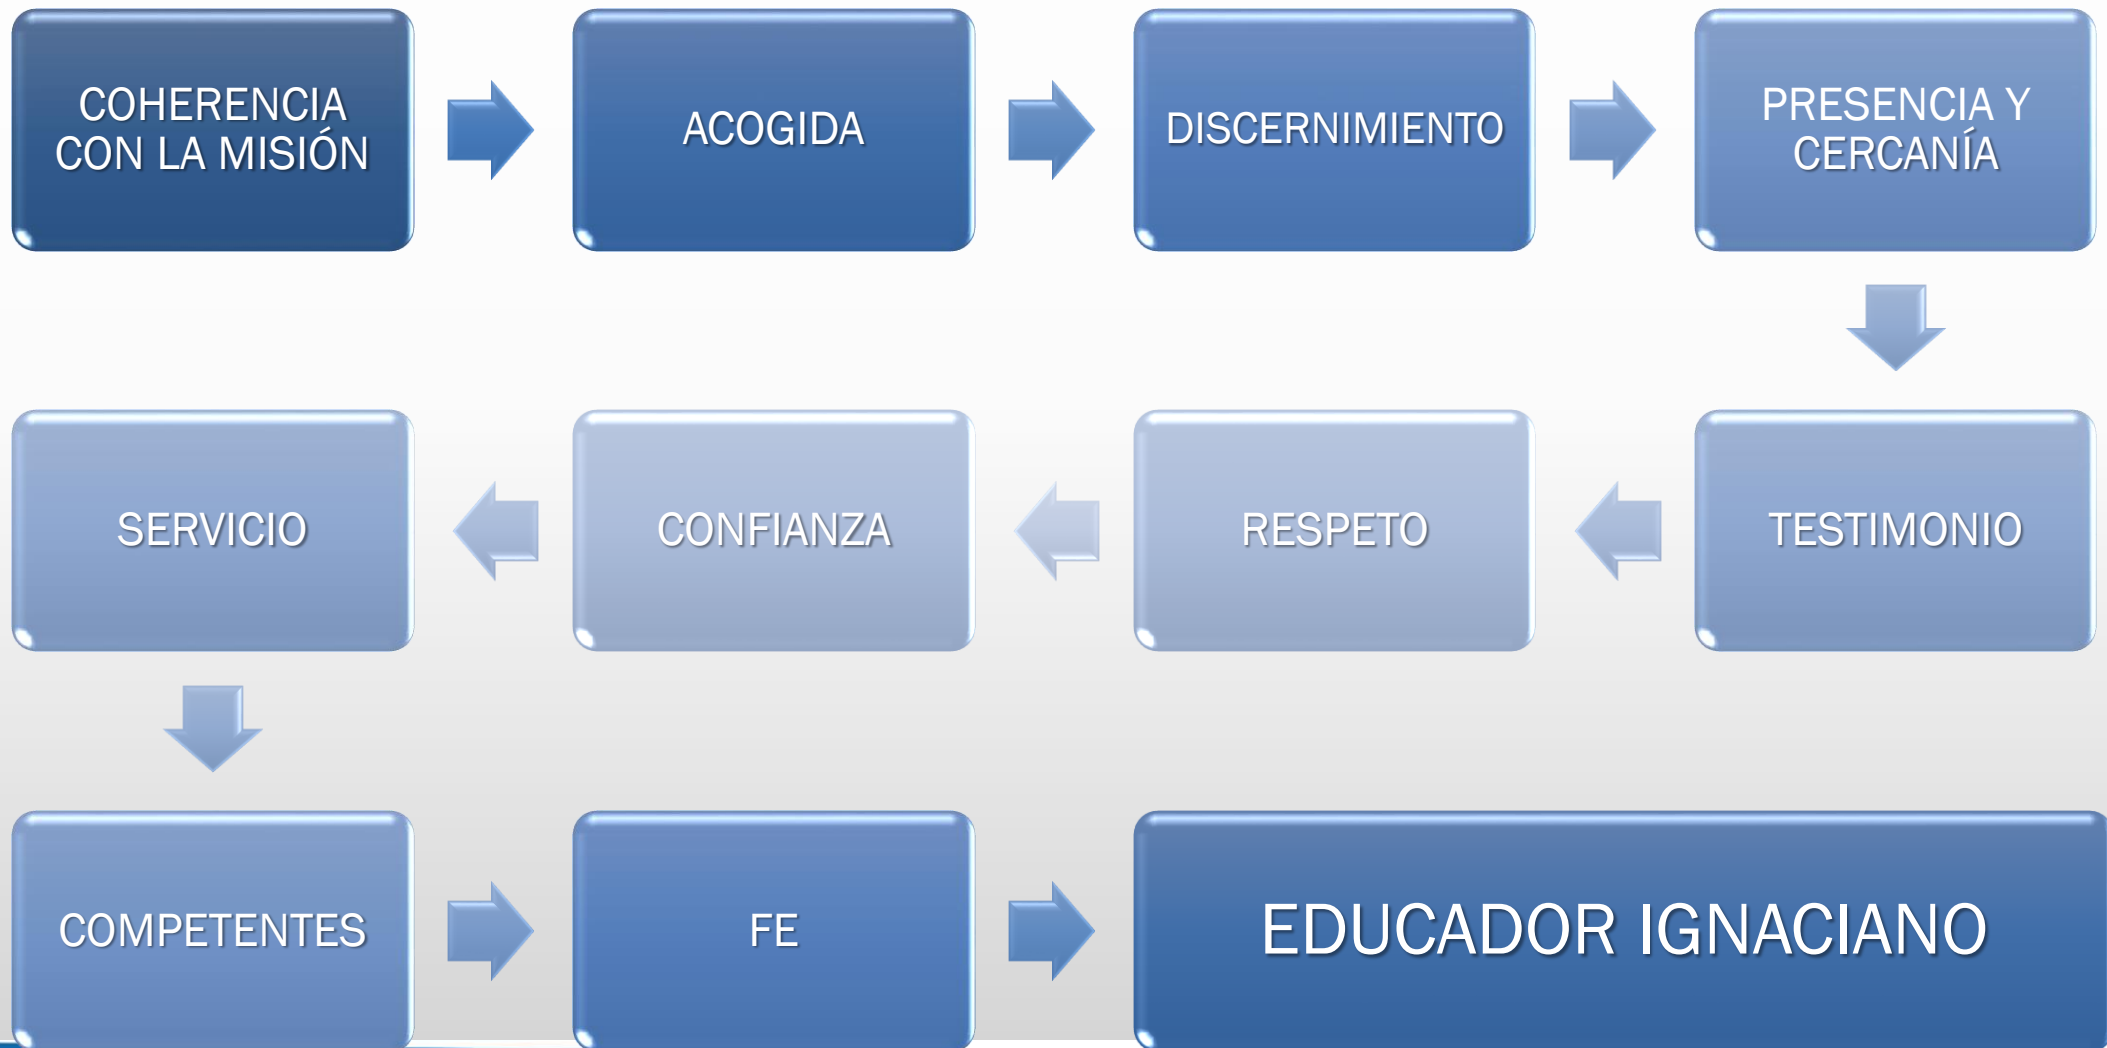 COHERENCIA
CON LA MISIÓN
ACOGIDA
DISCERNIMIENTO
PRESENCIA Y
CERCANÍA
TESTIMONIO
RESPETO
CONFIANZA
SERVICIO
COMPETENTES
FE
EDUCADOR IGNACIANO